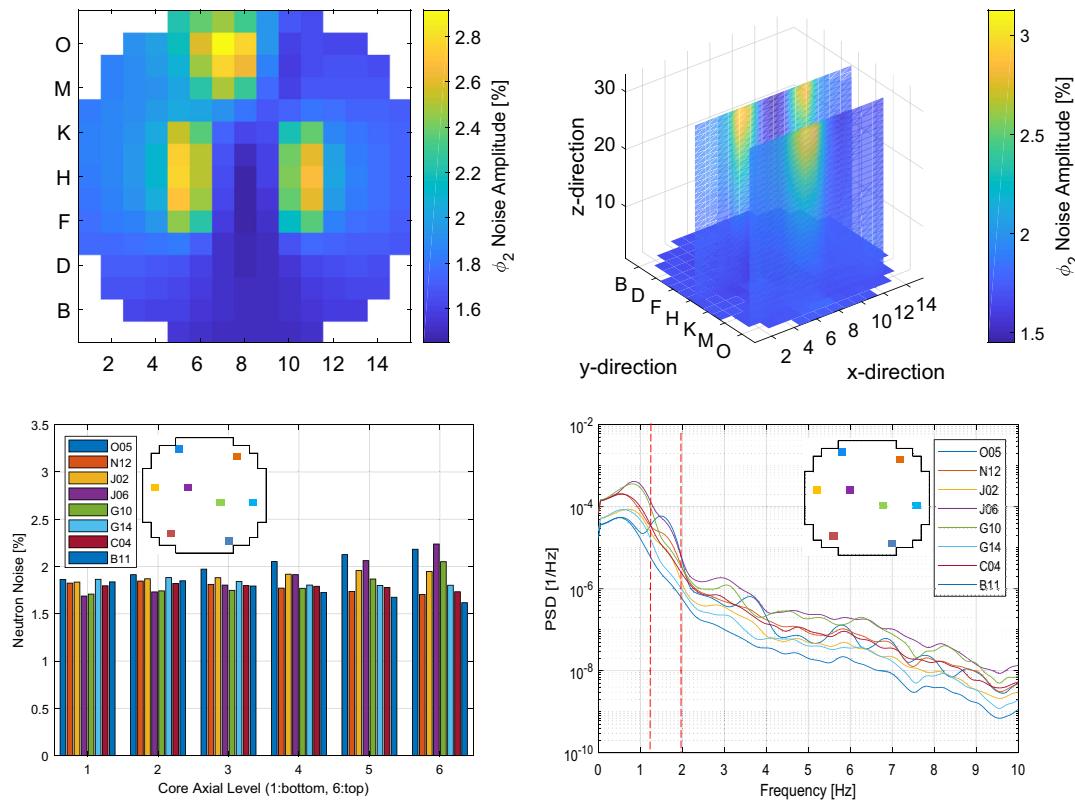 O
M
K
H
F
D
B
2 4 6 8 10 12 14
2.8
2.6
2.4
2.2
2
1.8
1.6
ϕ2 Noise Amplitude [%]
30
20
10
z-direction
B D F H K M O
y-direction
2 4 6 8 10 12 14
x-direction
3
2.5
2
1.5
ϕ2 Noise Amplitude [%]
3.5
3
2.5
2
1.5
1
0.5
0
Neutron Noise [%]
O05
N12
J02
J06
G10
G14
C04
B11
1 2 3 4 5 6
Core Axial Level (1:bottom, 6:top)
10-2
10-4
10-6
10-8
10-10
PSD [1/Hz]
O05
N12
J02
J06
G10
G14
C04
B11
0 1 2 3 4 5 6 7 8 9 10
Frequency [Hz]